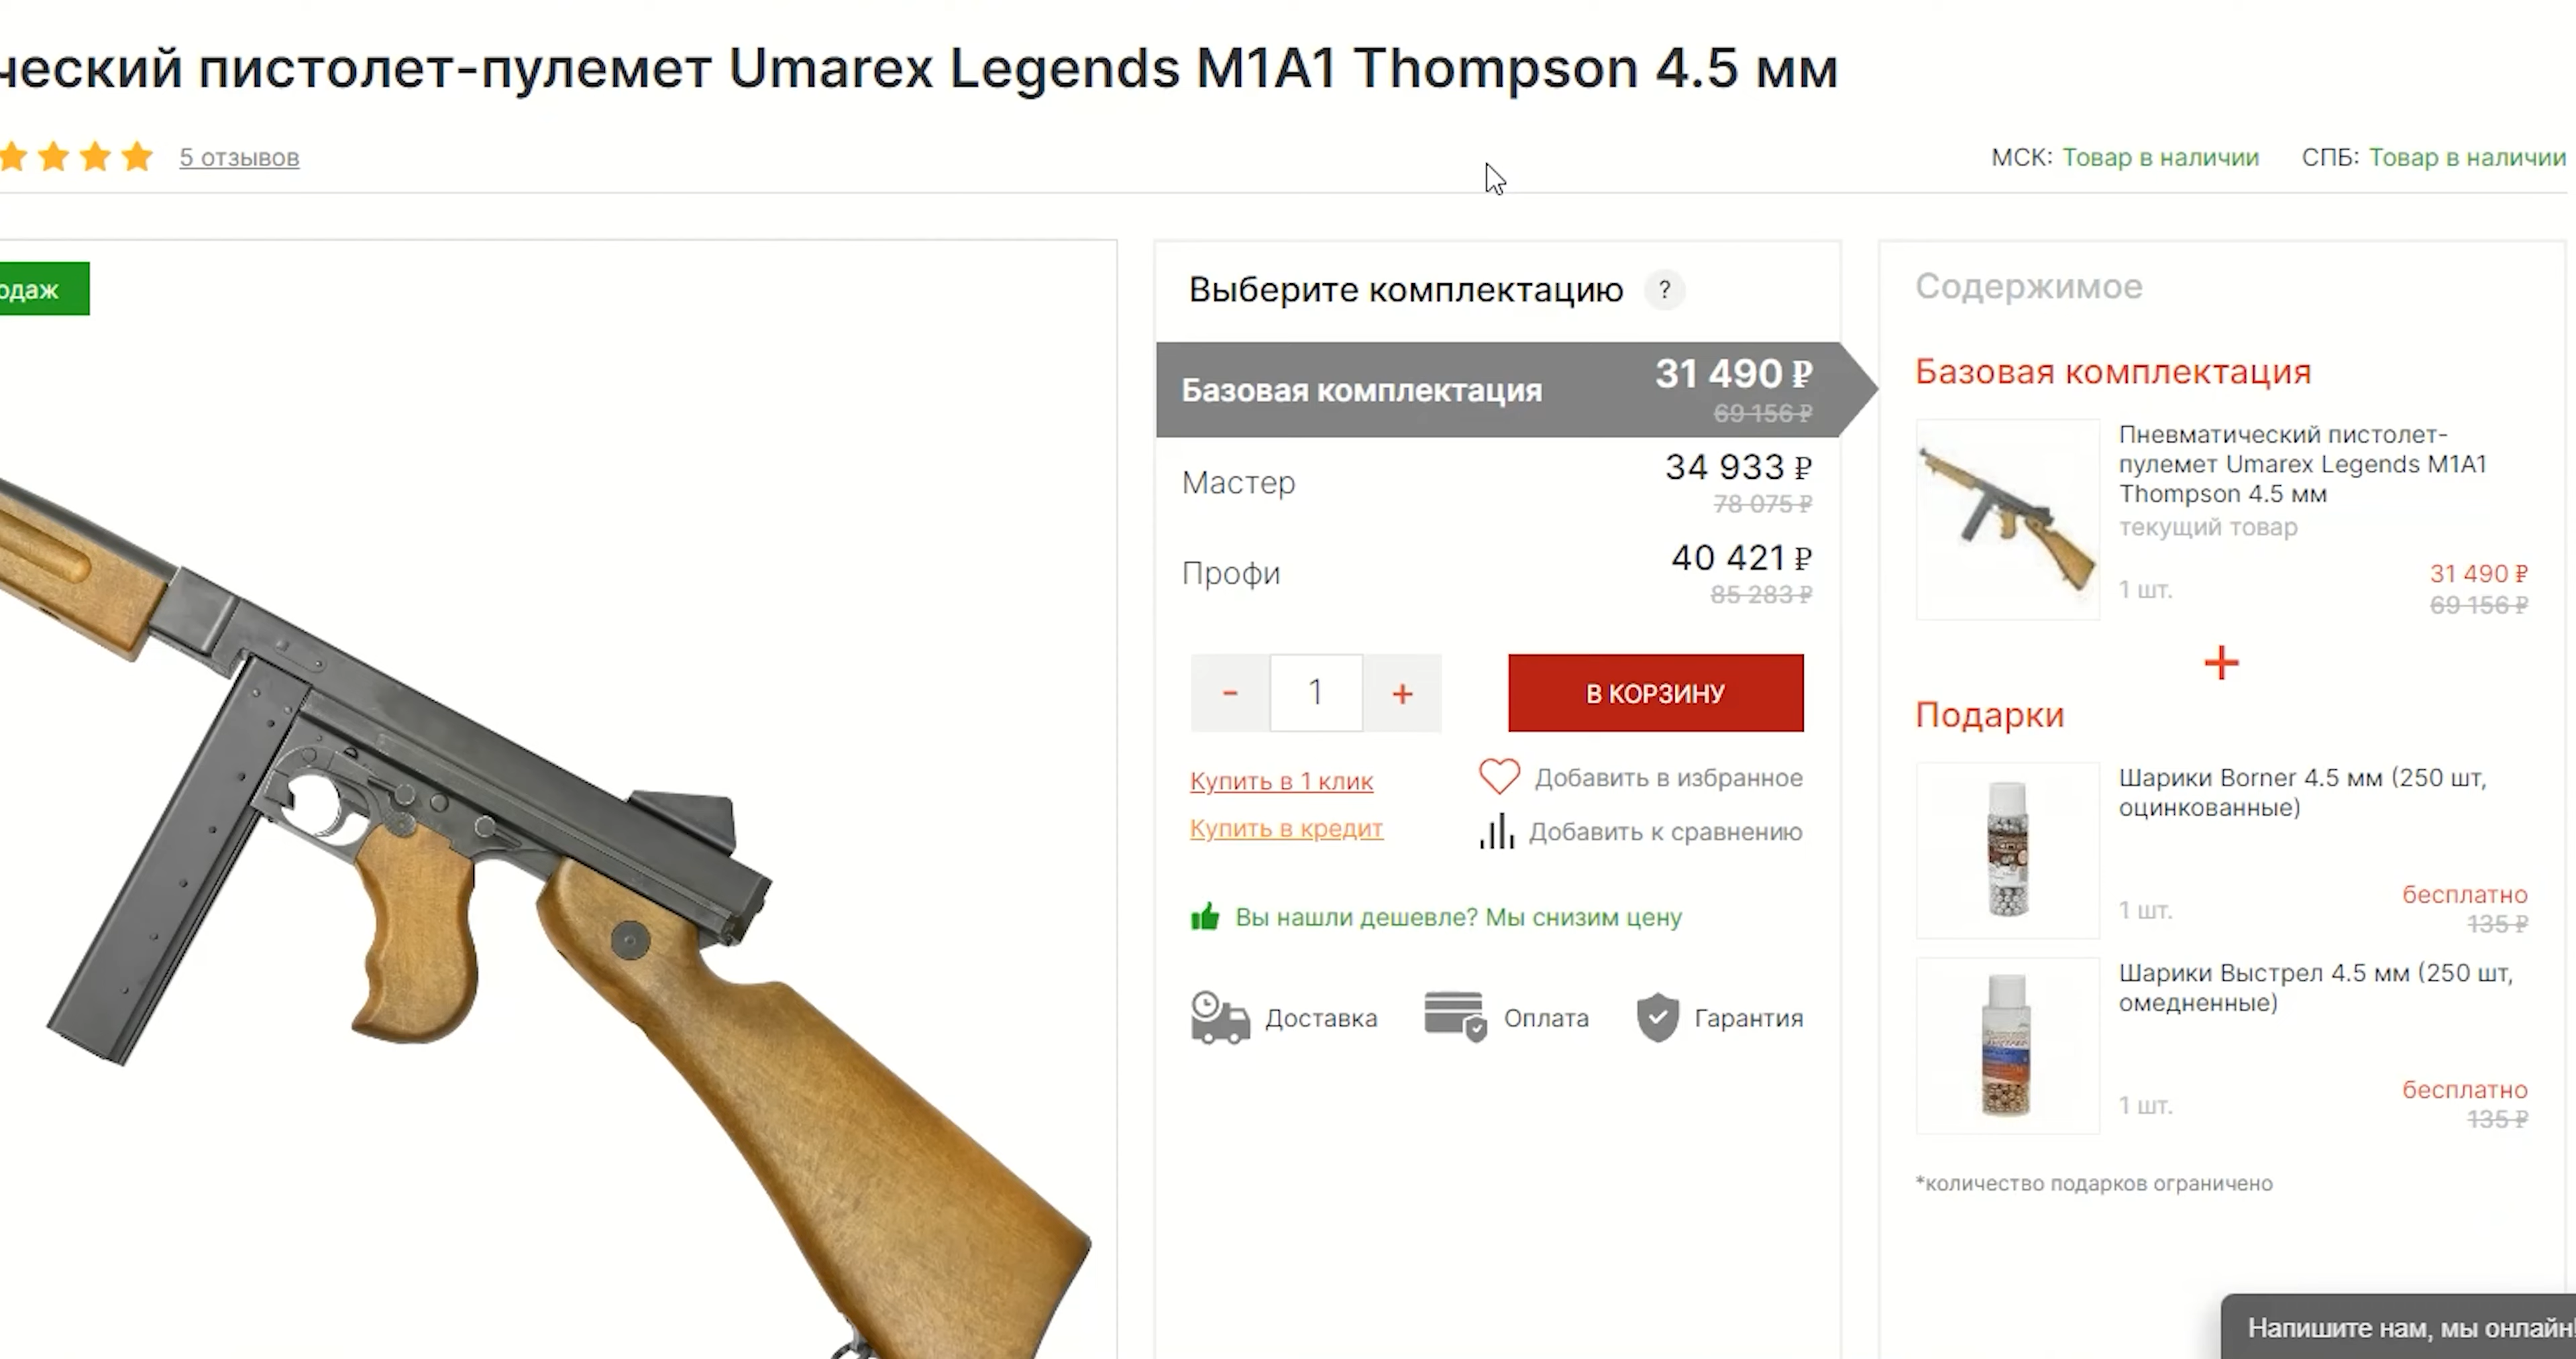 ческий пистолет-пулемет Umarex Legends M1A1 Thompson 4.5 мм
5 отзывов
МСК: Товар в наличии СПБ: Товар в наличии
одаж
Выберите комплектацию ?
Базовая комплектация 31 490 ₽
69 156 ₽
Мастер 34 933 ₽
78 075 ₽
Профи 40 421 ₽
85 283 ₽
- 1 + В КОРЗИНУ
Купить в 1 клик Добавить в избранное
Купить в кредит Добавить к сравнению
Вы нашли дешевле? Мы снизим цену
Доставка Оплата Гарантия
Содержимое
Базовая комплектация
Пневматический пистолет-
пулемет Umarex Legends M1A1
Thompson 4.5 мм
текущий товар
1 шт. 31 490 ₽
69 156 ₽
+
Подарки
Шарики Borner 4.5 мм (250 шт,
оцинкованные)
1 шт. бесплатно
135 ₽
Шарики Выстрел 4.5 мм (250 шт,
омедненные)
1 шт. бесплатно
135 ₽
*количество подарков ограничено
Напишите нам, мы онлайн!